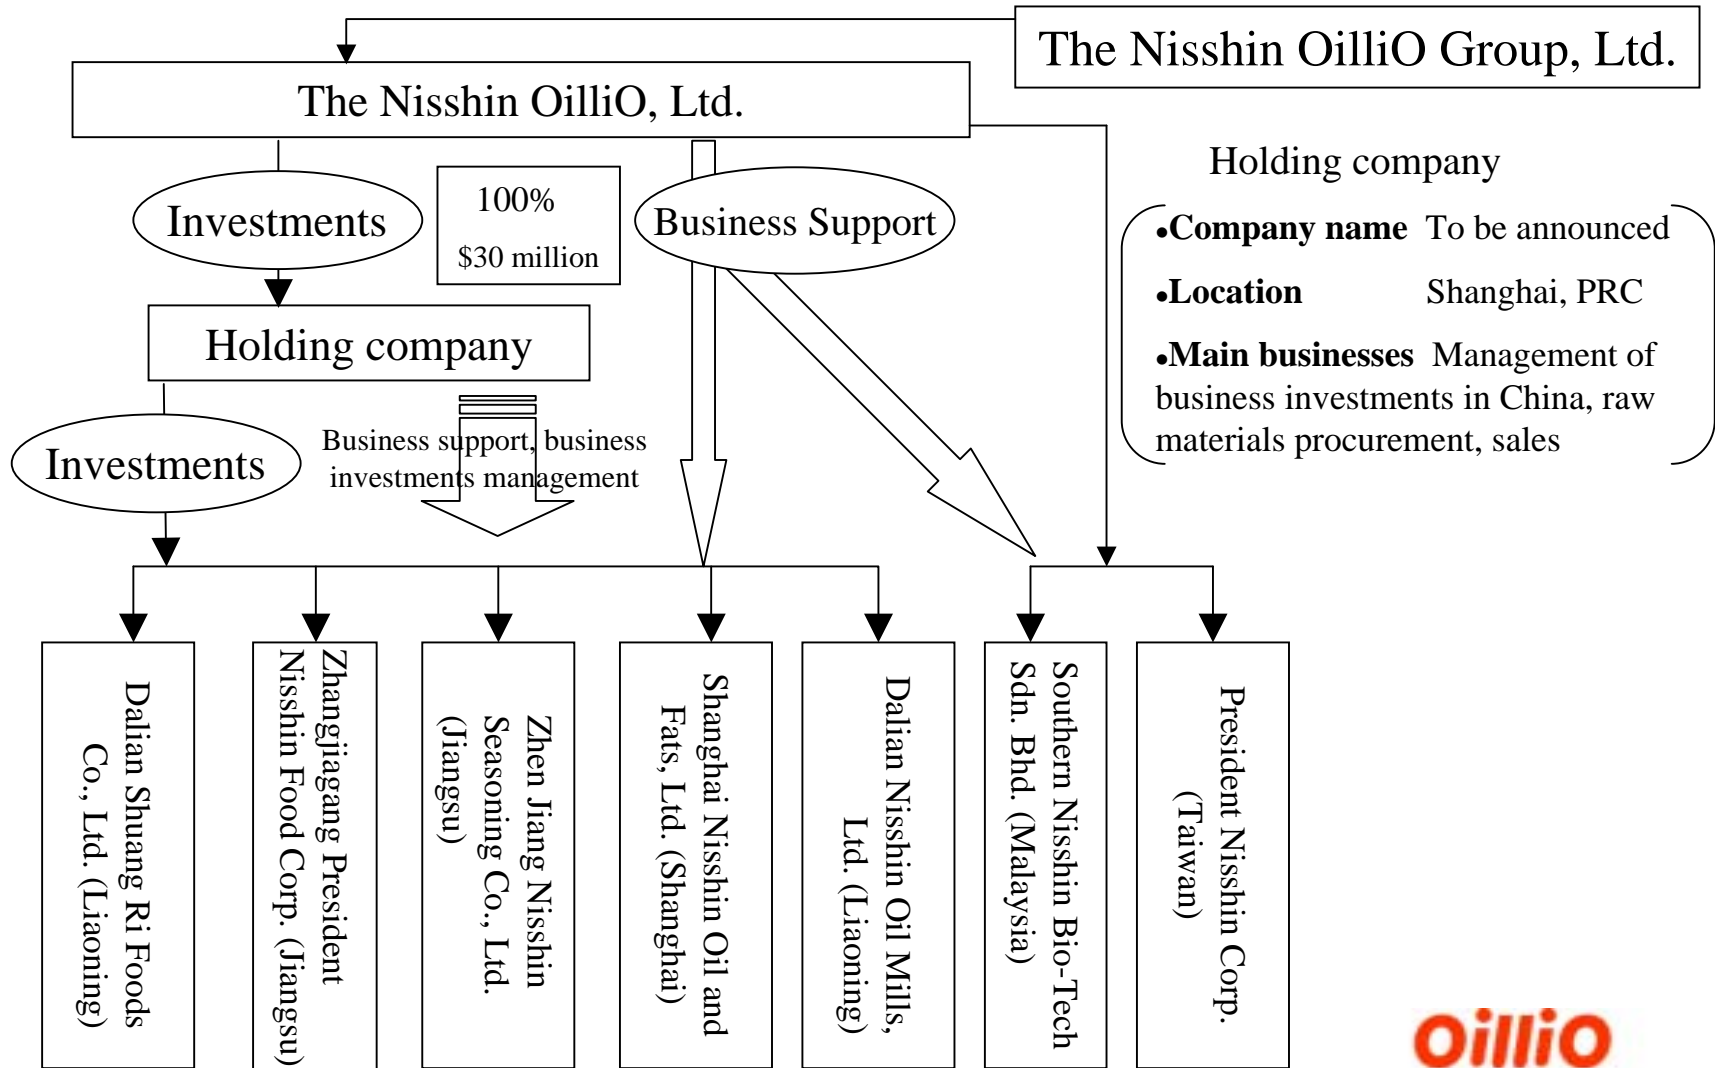 The Nisshin OilliO Group, Ltd.
The Nisshin OilliO, Ltd.
Investments
100%
$30 million
Business Support
Holding company
Investments
Business support, business
investments management
Holding company
•Company name To be announced
•Location Shanghai, PRC
•Main businesses Management of
business investments in China, raw
materials procurement, sales
Dalian Shuang Ri Foods
Co., Ltd. (Liaoning)
Zhangjiagang President
Nisshin Food Corp. (Jiangsu)
Zhen Jiang Nisshin
Seasoning Co., Ltd.
(Jiangsu)
Shanghai Nisshin Oil and
Fats, Ltd. (Shanghai)
Dalian Nisshin Oil Mills,
Ltd. (Liaoning)
Southern Nisshin Bio-Tech
Sdn. Bhd. (Malaysia)
President Nisshin Corp.
(Taiwan)
OilliO